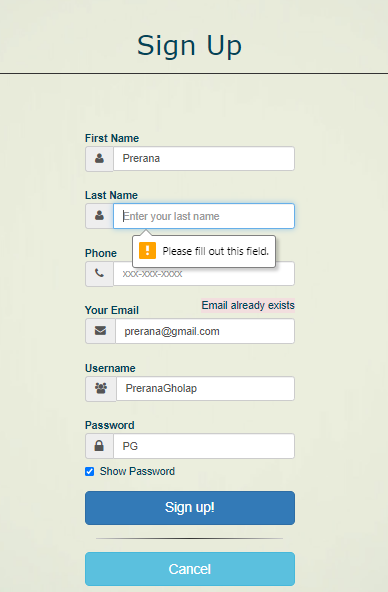 Sign Up
First Name
Prerana
Last Name
Enter your last name
! Please fill out this field.
Phone
xxx-xxx-xxxx
Your Email Email already exists
prerana@gmail.com
Username
PreranaGholap
Password
PG
Show Password
Sign up!
Cancel